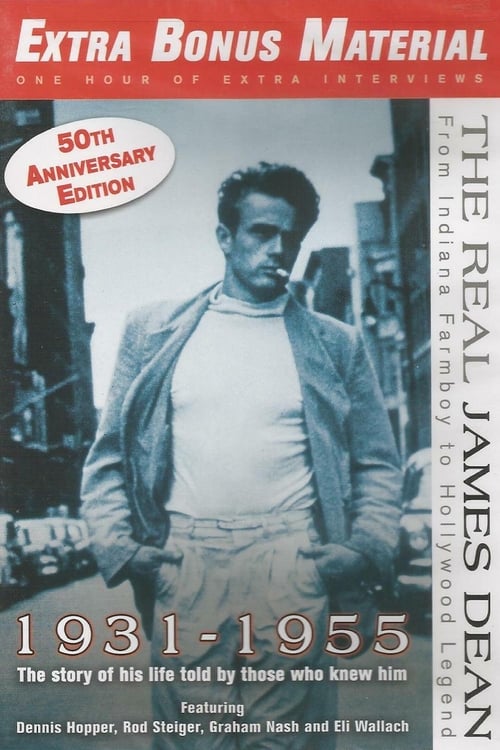 EXTRA BONUS MATERIAL
ONE HOUR OF EXTRA INTERVIEWS
50TH
ANNIVERSARY
EDITION
THE REAL JAMES DEAN
From Indiana Farmboy to Hollywood Legend
1931-1955
The story of his life told by those who knew him
Featuring
Dennis Hopper, Rod Steiger, Graham Nash and Eli Wallach